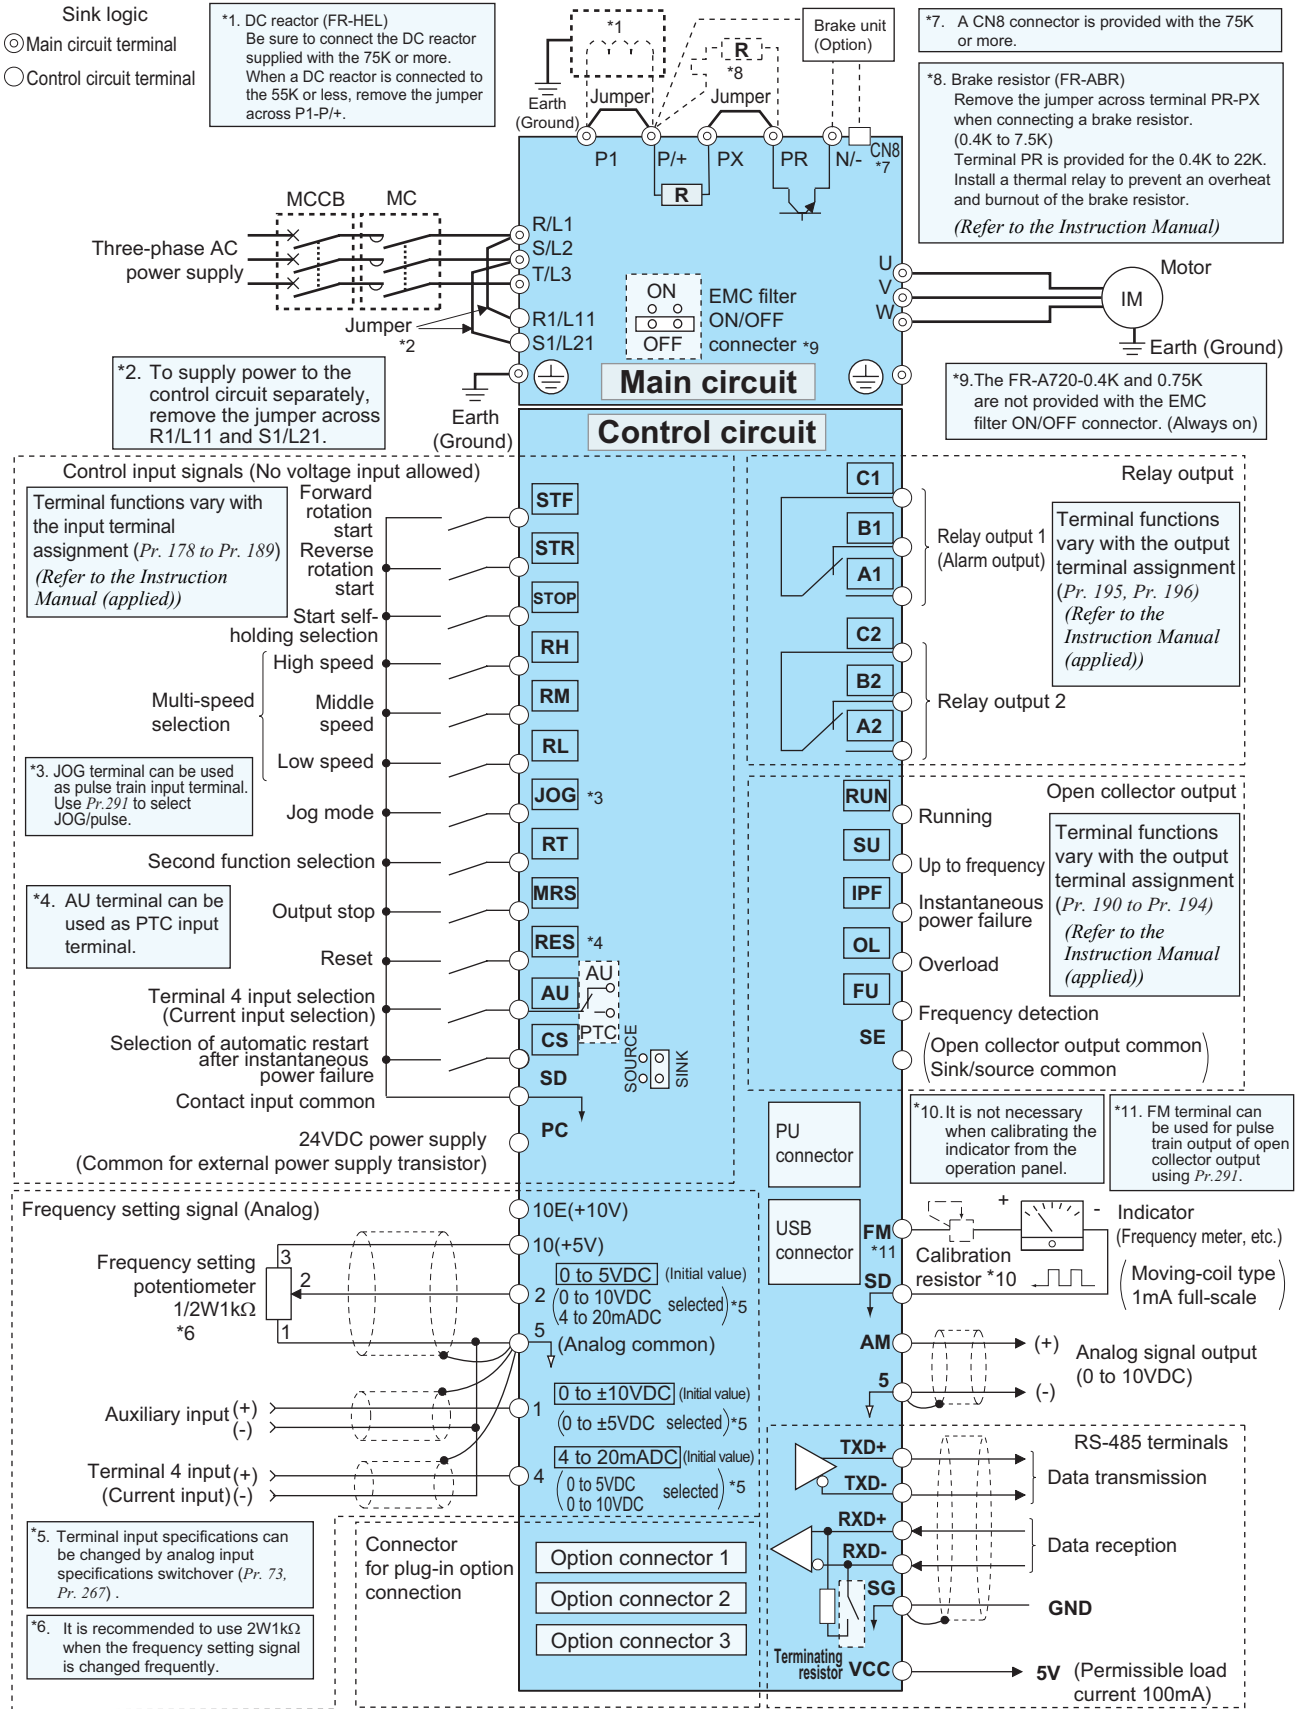 Sink logic
Main circuit terminal
Control circuit terminal
*1. DC reactor (FR-HEL)
Be sure to connect the DC reactor
supplied with the 75K or more.
When a DC reactor is connected to
the 55K or less, remove the jumper
across P1-P/+.
*1
Earth
(Ground)
Jumper
R
*8
Jumper
Brake unit
(Option)
*7. A CN8 connector is provided with the 75K
or more.
*8. Brake resistor (FR-ABR)
Remove the jumper across terminal PR-PX
when connecting a brake resistor.
(0.4K to 7.5K)
Terminal PR is provided for the 0.4K to 22K.
Install a thermal relay to prevent an overheat
and burnout of the brake resistor.
(Refer to the Instruction Manual)
P1
P/+
PX
PR
N/-
CN8
*7
R
MCCB
MC
Three-phase AC
power supply
R/L1
S/L2
T/L3
R1/L11
S1/L21
Jumper
*2
ON
OFF
EMC filter
ON/OFF
connecter *9
U
V
W
Motor
IM
Earth (Ground)
*2. To supply power to the
control circuit separately,
remove the jumper across
R1/L11 and S1/L21.
Earth
(Ground)
Main circuit
*9.The FR-A720-0.4K and 0.75K
are not provided with the EMC
filter ON/OFF connector. (Always on)
Control circuit
Control input signals (No voltage input allowed)
Terminal functions vary with
the input terminal
assignment (Pr. 178 to Pr. 189)
(Refer to the Instruction
Manual (applied))
Forward
rotation
start
STF
Reverse
rotation
start
STR
Start self-
holding selection
STOP
Multi-speed
selection
High speed
RH
Middle
speed
RM
Low speed
RL
*3. JOG terminal can be used
as pulse train input terminal.
Use Pr.291 to select
JOG/pulse.
Jog mode
JOG *3
Second function selection
RT
*4. AU terminal can be
used as PTC input
terminal.
Output stop
MRS
Reset
RES *4
Terminal 4 input selection
(Current input selection)
AU
AU
PTC
Selection of automatic restart
after instantaneous
power failure
CS
SOURCE
SINK
SD
Contact input common
PC
24VDC power supply
(Common for external power supply transistor)
Relay output
C1
B1
A1
Relay output 1
(Alarm output)
C2
B2
A2
Relay output 2
Terminal functions
vary with the output
terminal assignment
(Pr. 195, Pr. 196)
(Refer to the
Instruction Manual
(applied))
Open collector output
RUN
Running
SU
Up to frequency
IPF
Instantaneous
power failure
OL
Overload
FU
Frequency detection
SE
(Open collector output common)
Sink/source common
Terminal functions
vary with the output
terminal assignment
(Pr. 190 to Pr. 194)
(Refer to the
Instruction Manual
(applied))
PU
connector
USB
connector
*10. It is not necessary
when calibrating the
indicator from the
operation panel.
*11. FM terminal can
be used for pulse
train output of open
collector output
using Pr.291.
FM
*11
SD
Calibration
resistor *10
+
-
Indicator
(Frequency meter, etc.)
(Moving-coil type
1mA full-scale)
AM
5
(+)
(-)
Analog signal output
(0 to 10VDC)
Frequency setting signal (Analog)
Frequency setting
potentiometer
1/2W1kΩ
*6
3
2
1
10E(+10V)
10(+5V)
2
0 to 5VDC (Initial value)
(0 to 10VDC
4 to 20mADC selected) *5
5
(Analog common)
Auxiliary input (+)
(-)
1
0 to ±10VDC (Initial value)
(0 to ±5VDC selected) *5
Terminal 4 input (+)
(Current input) (-)
4
4 to 20mADC (Initial value)
(0 to 5VDC
0 to 10VDC selected) *5
*5. Terminal input specifications can
be changed by analog input
specifications switchover (Pr. 73,
Pr. 267) .
*6. It is recommended to use 2W1kΩ
when the frequency setting signal
is changed frequently.
Connector
for plug-in option
connection
Option connector 1
Option connector 2
Option connector 3
RS-485 terminals
TXD+
TXD-
Data transmission
RXD+
RXD-
Data reception
SG
GND
Terminating
resistor
VCC
5V (Permissible load
current 100mA)